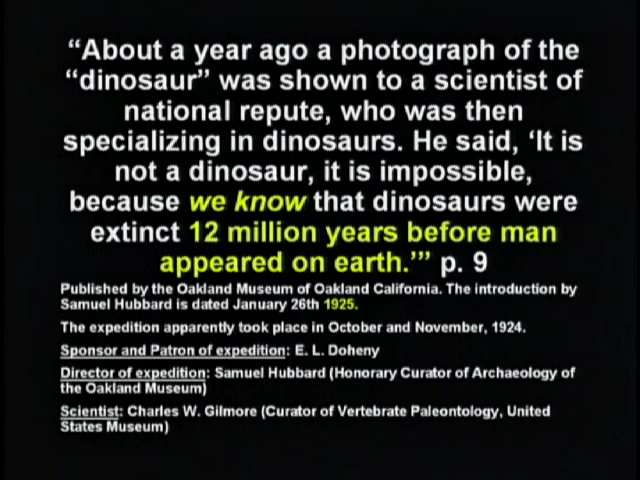 “About a year ago a photograph of the
“dinosaur” was shown to a scientist of
national repute, who was then
specializing in dinosaurs. He said, ‘It is
not a dinosaur, it is impossible,
because we know that dinosaurs were
extinct 12 million years before man
appeared on earth.’” p. 9
Published by the Oakland Museum of Oakland California. The introduction by
Samuel Hubbard is dated January 26th 1925.
The expedition apparently took place in October and November, 1924.
Sponsor and Patron of expedition: E. L. Doheny
Director of expedition: Samuel Hubbard (Honorary Curator of Archaeology of
the Oakland Museum)
Scientist: Charles W. Gilmore (Curator of Vertebrate Paleontology, United
States Museum)